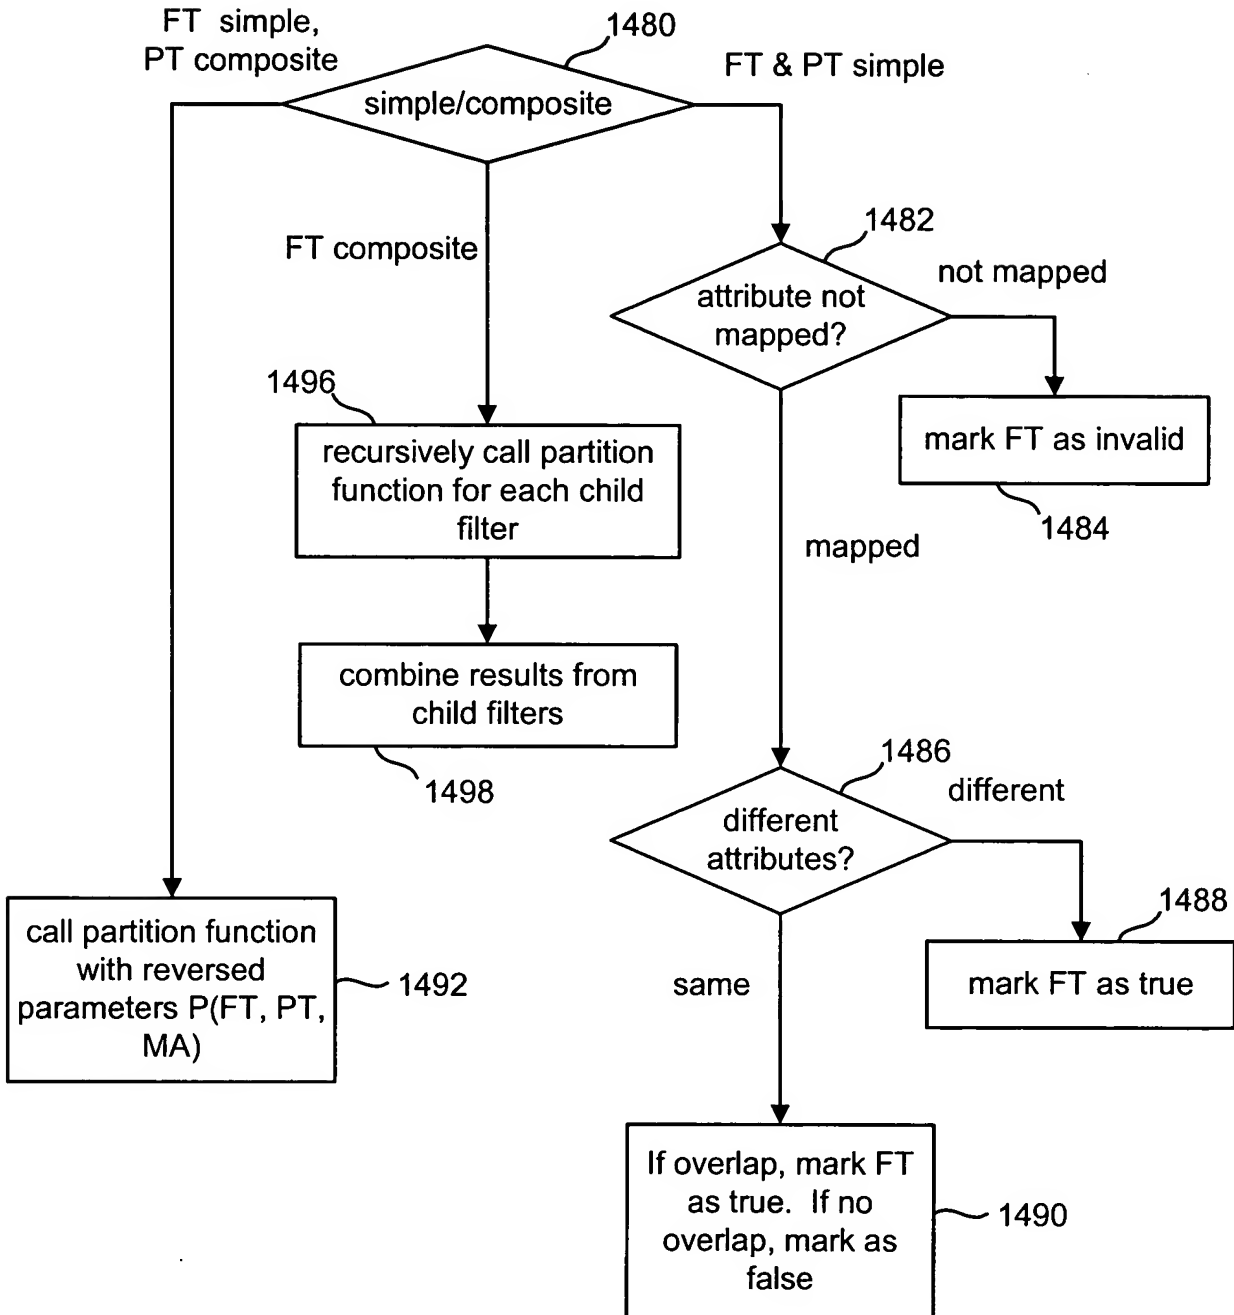 FT simple,
PT composite
1480
FT & PT simple
simple/composite
FT composite
1482
not mapped
attribute not
mapped?
1496
recursively call partition
function for each child
filter
mark FT as invalid
1484
mapped
combine results from
child filters
1498
1486
different
different
attributes?
1488
mark FT as true
call partition function
with reversed
parameters P(FT, PT,
MA)
1492
same
If overlap, mark FT
as true. If no
overlap, mark as
false
1490